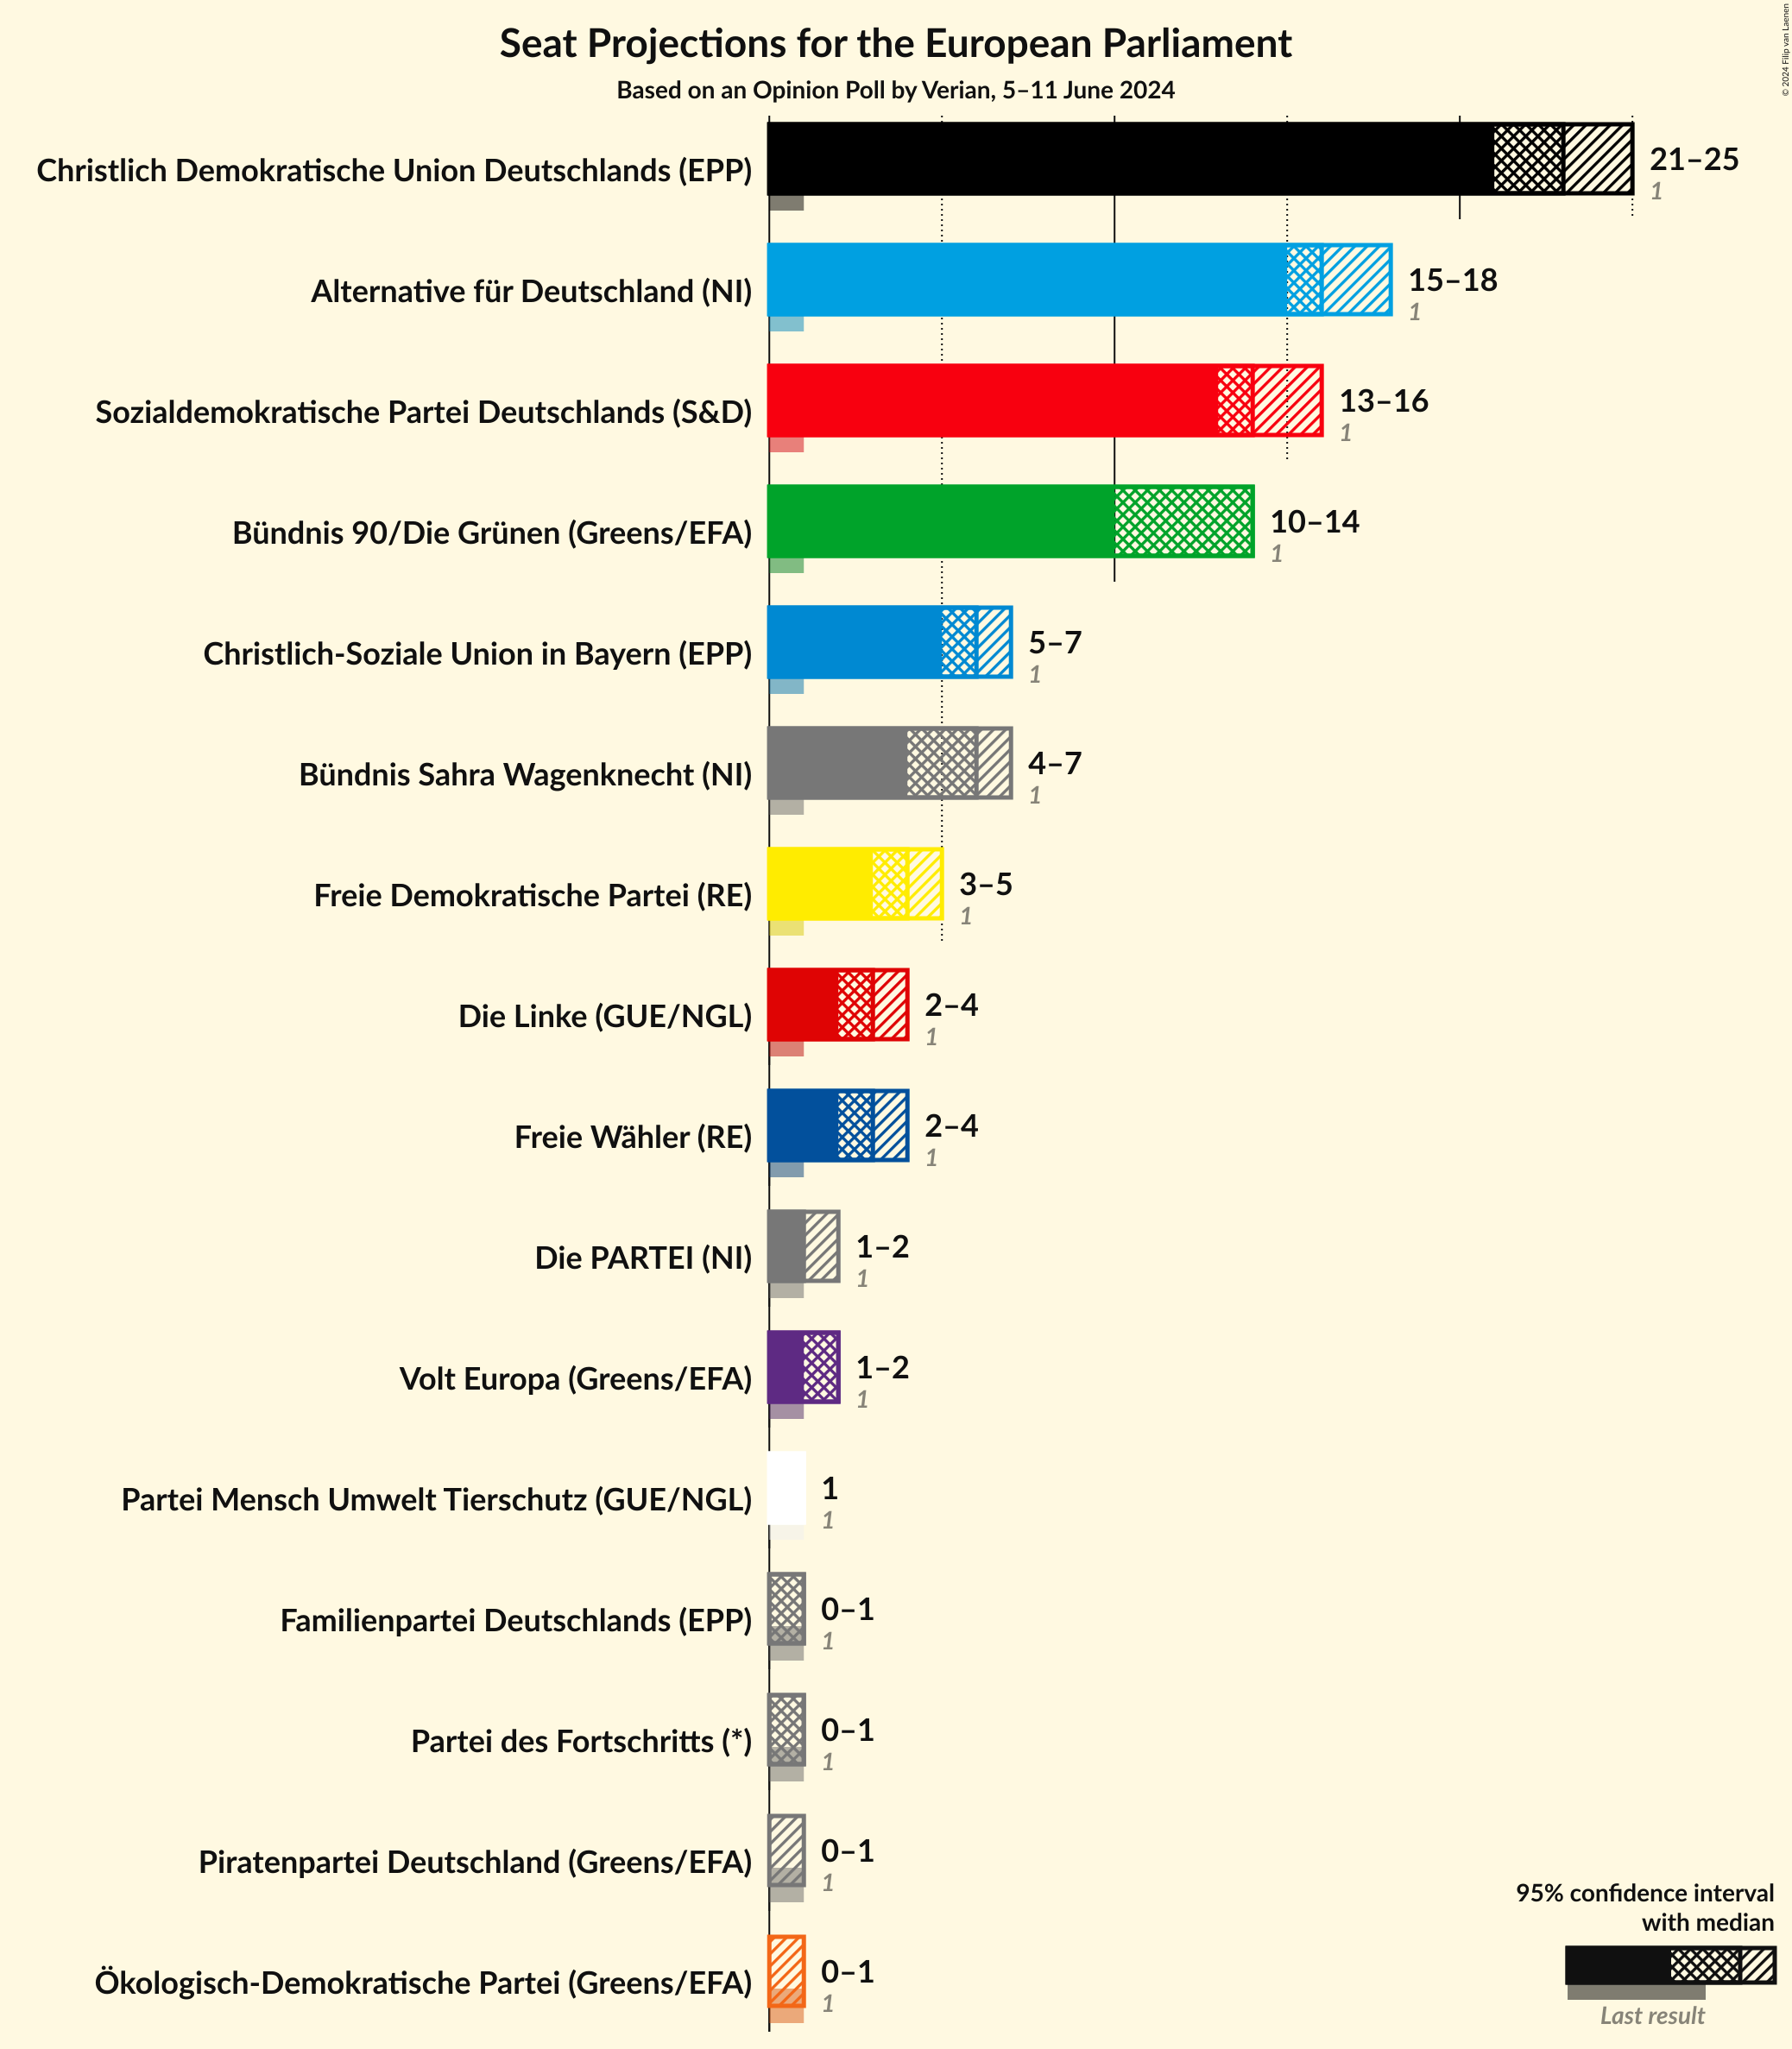 Seat Projections for the European Parliament
Based on an Opinion Poll by Verian, 5–11 June 2024
© 2024 Filip van Laenen
Christlich Demokratische Union Deutschlands (EPP)
21–25
1
Alternative für Deutschland (NI)
15–18
1
Sozialdemokratische Partei Deutschlands (S&D)
13–16
1
Bündnis 90/Die Grünen (Greens/EFA)
10–14
1
Christlich-Soziale Union in Bayern (EPP)
5–7
1
Bündnis Sahra Wagenknecht (NI)
4–7
1
Freie Demokratische Partei (RE)
3–5
1
Die Linke (GUE/NGL)
2–4
1
Freie Wähler (RE)
2–4
1
Die PARTEI (NI)
1–2
1
Volt Europa (Greens/EFA)
1–2
1
Partei Mensch Umwelt Tierschutz (GUE/NGL)
1
1
Familienpartei Deutschlands (EPP)
0–1
1
Partei des Fortschritts (*)
0–1
1
Piratenpartei Deutschland (Greens/EFA)
0–1
1
Ökologisch-Demokratische Partei (Greens/EFA)
0–1
1
95% confidence interval
with median
Last result